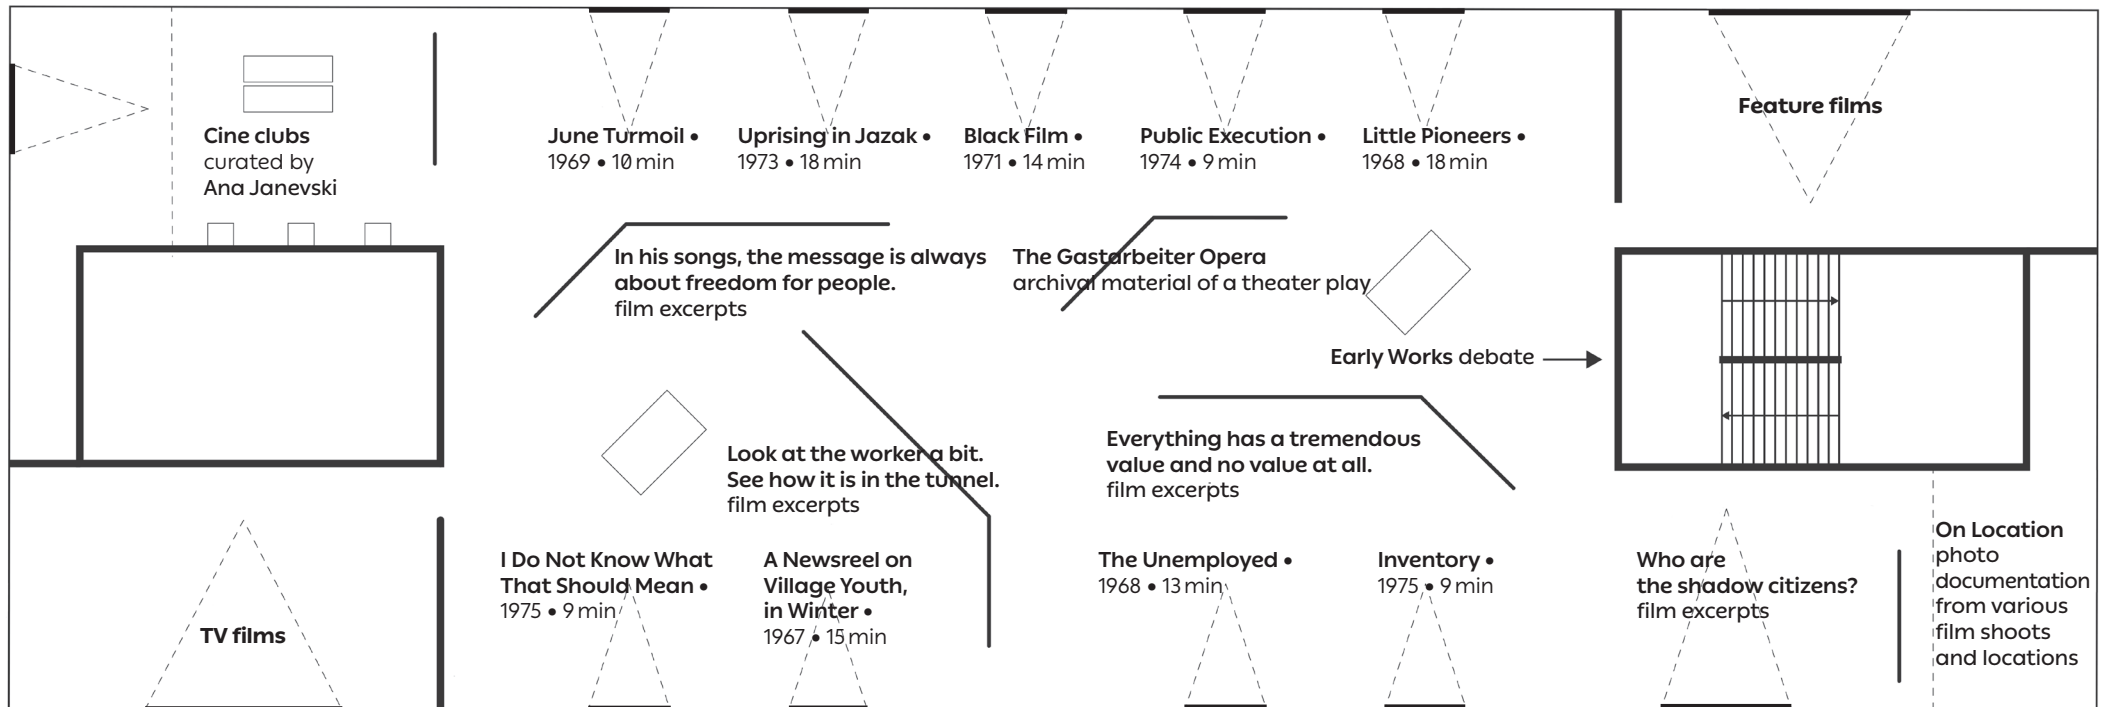 Cine clubs
curated by
Ana Janevski
June Turmoil •
1969 • 10 min
Uprising in Jazak •
1973 • 18 min
Black Film •
1971 • 14 min
Public Execution •
1974 • 9 min
Little Pioneers •
1968 • 18 min
Feature films
In his songs, the message is always
about freedom for people.
film excerpts
The Gastarbeiter Opera
archival material of a theater play
Early Works debate
Look at the worker a bit.
See how it is in the tunnel.
film excerpts
Everything has a tremendous
value and no value at all.
film excerpts
TV films
I Do Not Know What
That Should Mean •
1975 • 9 min
A Newsreel on
Village Youth,
in Winter •
1967 • 15 min
The Unemployed •
1968 • 13 min
Inventory •
1975 • 9 min
Who are
the shadow citizens?
film excerpts
On Location
photo
documentation
from various
film shoots
and locations